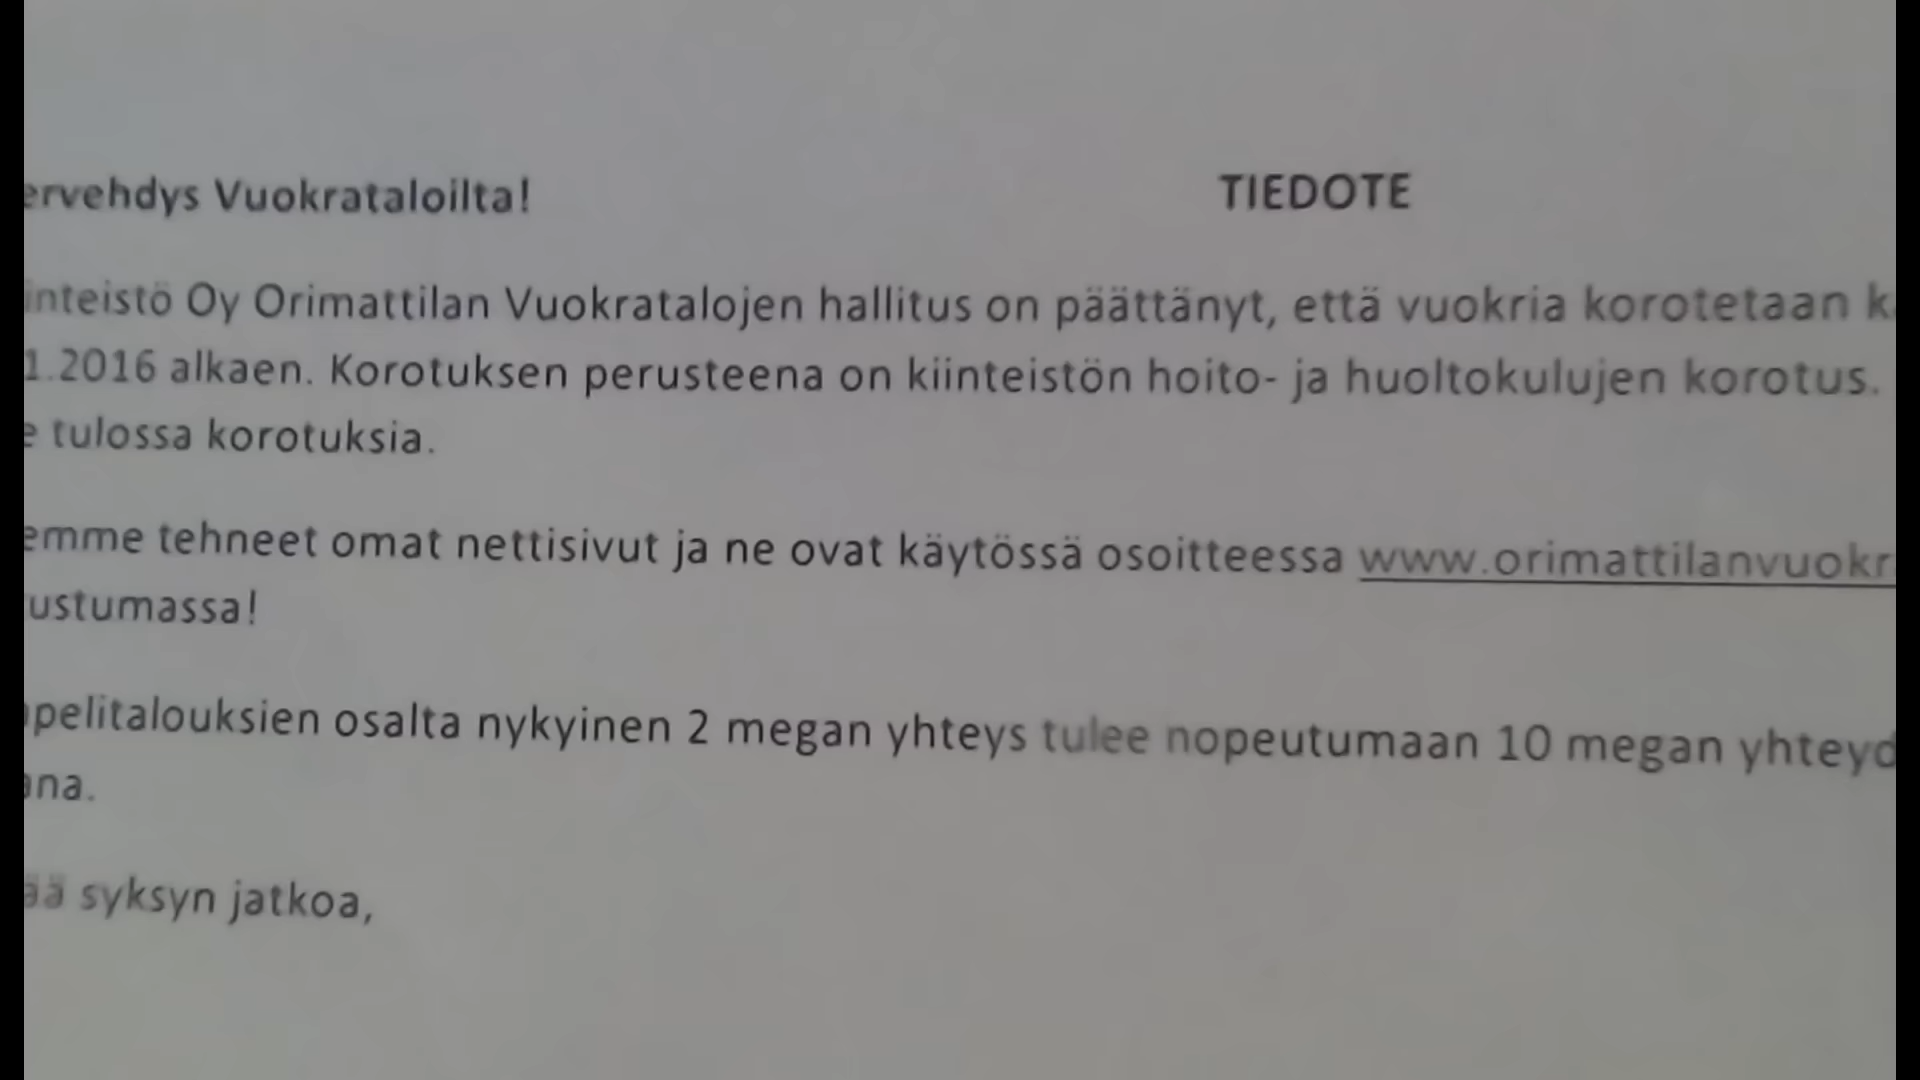 ervehdys Vuokrataloilta! TIEDOTE
inteistö Oy Orimattilan Vuokratalojen hallitus on päättänyt, että vuokria korotetaan k
1.2016 alkaen. Korotuksen perusteena on kiinteistön hoito- ja huoltokulujen korotus.
e tulossa korotuksia.
emme tehneet omat nettisivut ja ne ovat käytössä osoitteessa www.orimattilanvuokr
ustumassa!
pelitalouksien osalta nykyinen 2 megan yhteys tulee nopeutumaan 10 megan yhteyd
ana.
ää syksyn jatkoa,